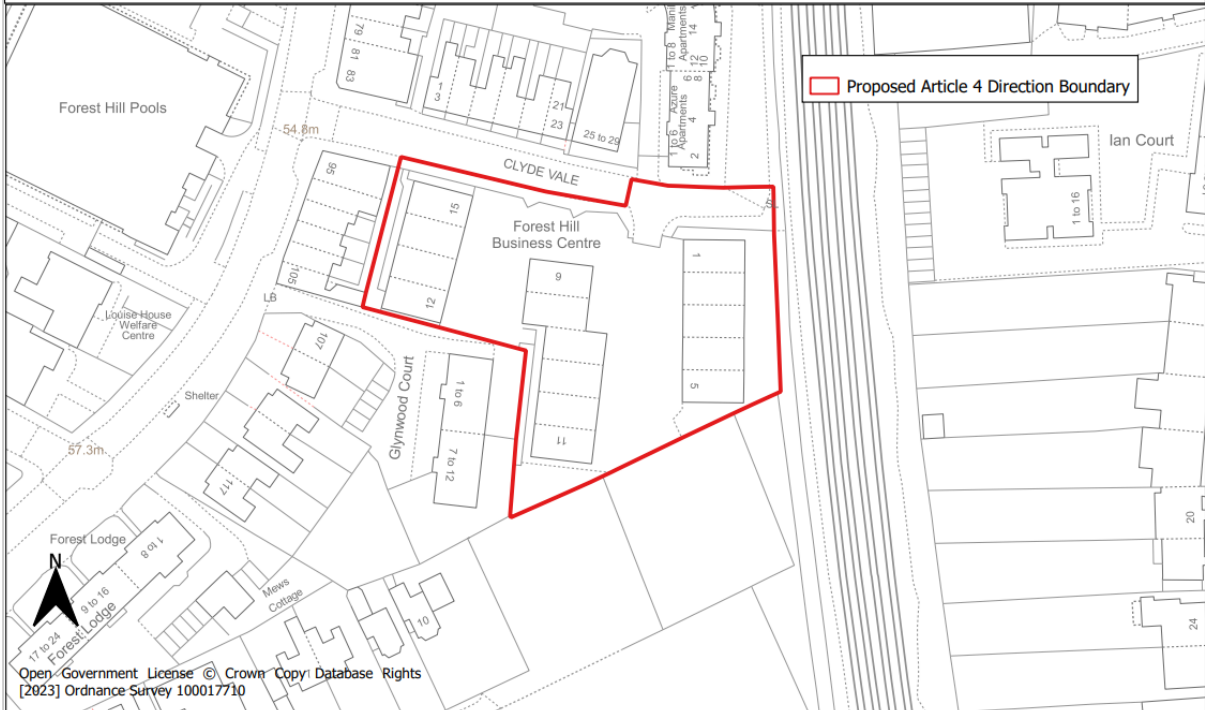 Proposed Article 4 Direction Boundary
79
81
83
1
3
21
23
25 to 29
1 to 8
Apartments
14
12
10
8
6
4
2
1 to 6 Azure
Apartments
Forest Hill Pools
54.8m
CLYDE VALE
Ian Court
1 to 16
95
105
15
12
Forest Hill
Business Centre
9
11
1
5
LB
Louise House
Welfare
Centre
107
Shelter
117
Glynwood Court
1 to 6
7 to 12
57.3m
Forest Lodge
1 to 8
9 to 16
17 to 24
Forest Lodge
Mews
Cottage
10
20
24
N
Open Government License © Crown Copy Database Rights
[2023] Ordnance Survey 100017710